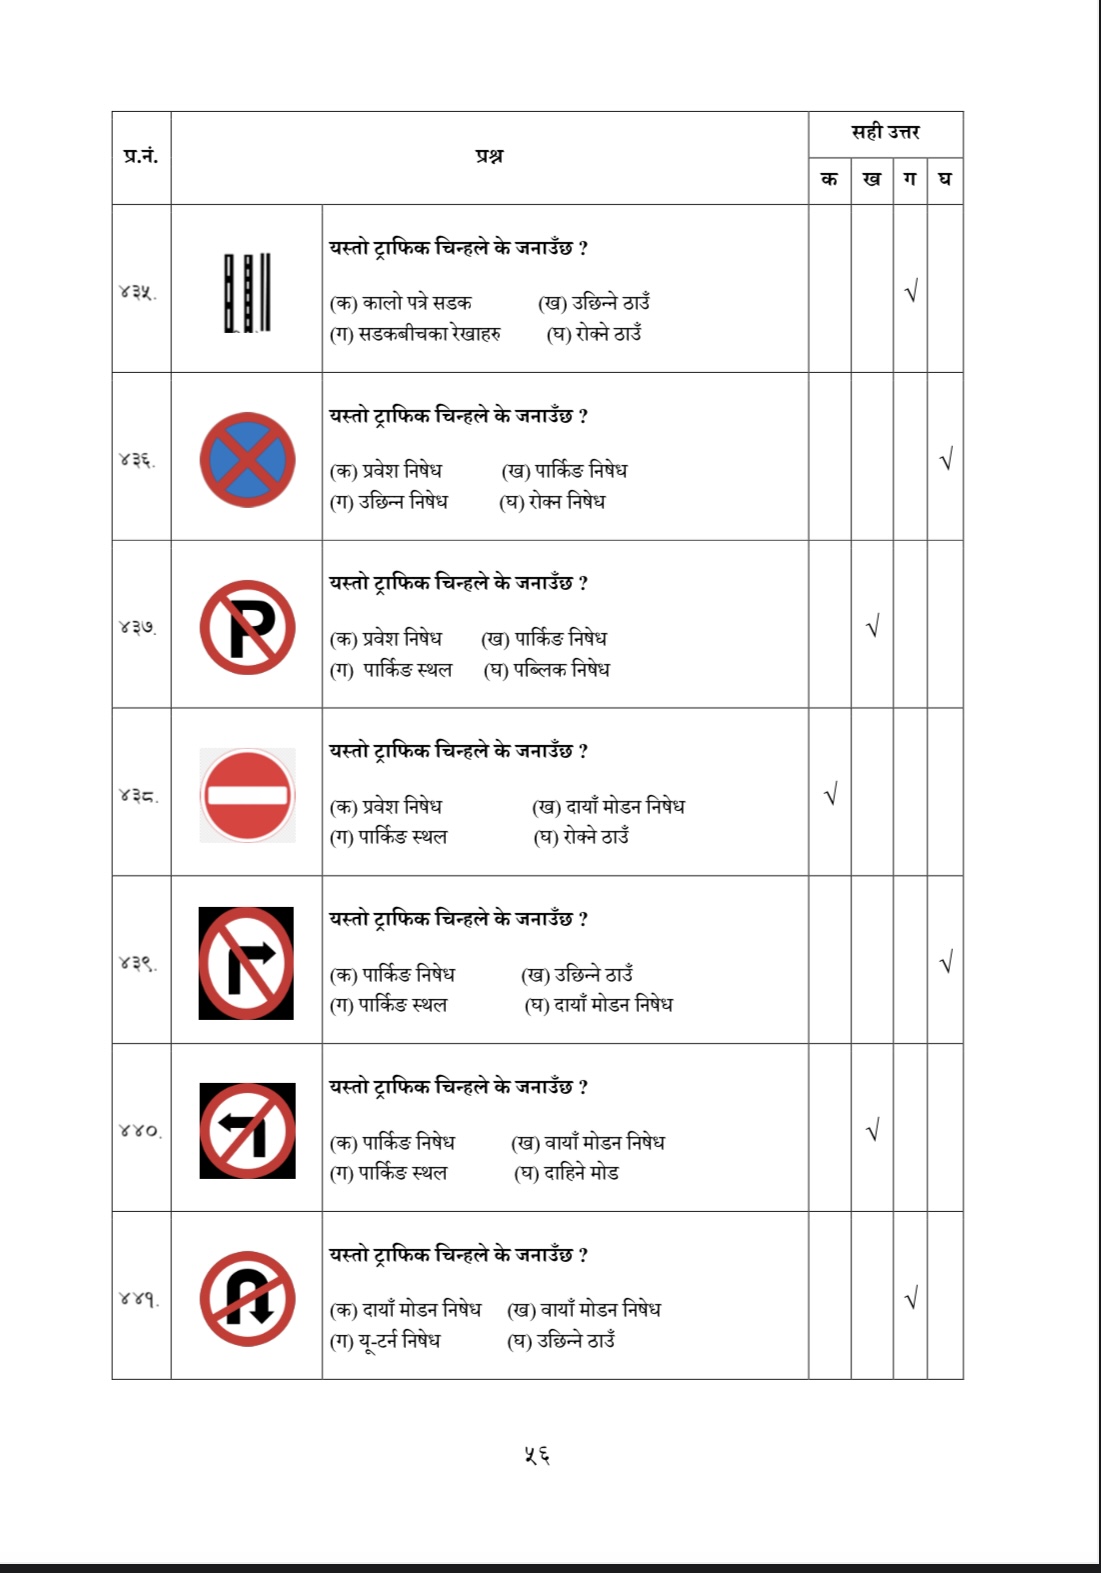 प्र.नं.
प्रश्न
सही उत्तर
क ख ग घ
४३५.
यस्तो ट्राफिक चिन्हले के जनाउँछ ?
(क) कालो पत्रे सडक (ख) उछिन्ने ठाउँ
(ग) सडकबीचका रेखाहरु (घ) रोक्ने ठाउँ
√
४३६.
यस्तो ट्राफिक चिन्हले के जनाउँछ ?
(क) प्रवेश निषेध (ख) पार्किङ निषेध
(ग) उछिन्न निषेध (घ) रोक्न निषेध
√
४३७.
P
यस्तो ट्राफिक चिन्हले के जनाउँछ ?
(क) प्रवेश निषेध (ख) पार्किङ निषेध
(ग) पार्किङ स्थल (घ) पब्लिक निषेध
√
४३८.
यस्तो ट्राफिक चिन्हले के जनाउँछ ?
(क) प्रवेश निषेध (ख) दायाँ मोडन निषेध
(ग) पार्किङ स्थल (घ) रोक्ने ठाउँ
√
४३९.
यस्तो ट्राफिक चिन्हले के जनाउँछ ?
(क) पार्किङ निषेध (ख) उछिन्ने ठाउँ
(ग) पार्किङ स्थल (घ) दायाँ मोडन निषेध
√
४४०.
यस्तो ट्राफिक चिन्हले के जनाउँछ ?
(क) पार्किङ निषेध (ख) वायाँ मोडन निषेध
(ग) पार्किङ स्थल (घ) दाहिने मोड
√
४४१.
यस्तो ट्राफिक चिन्हले के जनाउँछ ?
(क) दायाँ मोडन निषेध (ख) वायाँ मोडन निषेध
(ग) यू-टर्न निषेध (घ) उछिन्ने ठाउँ
√
५६